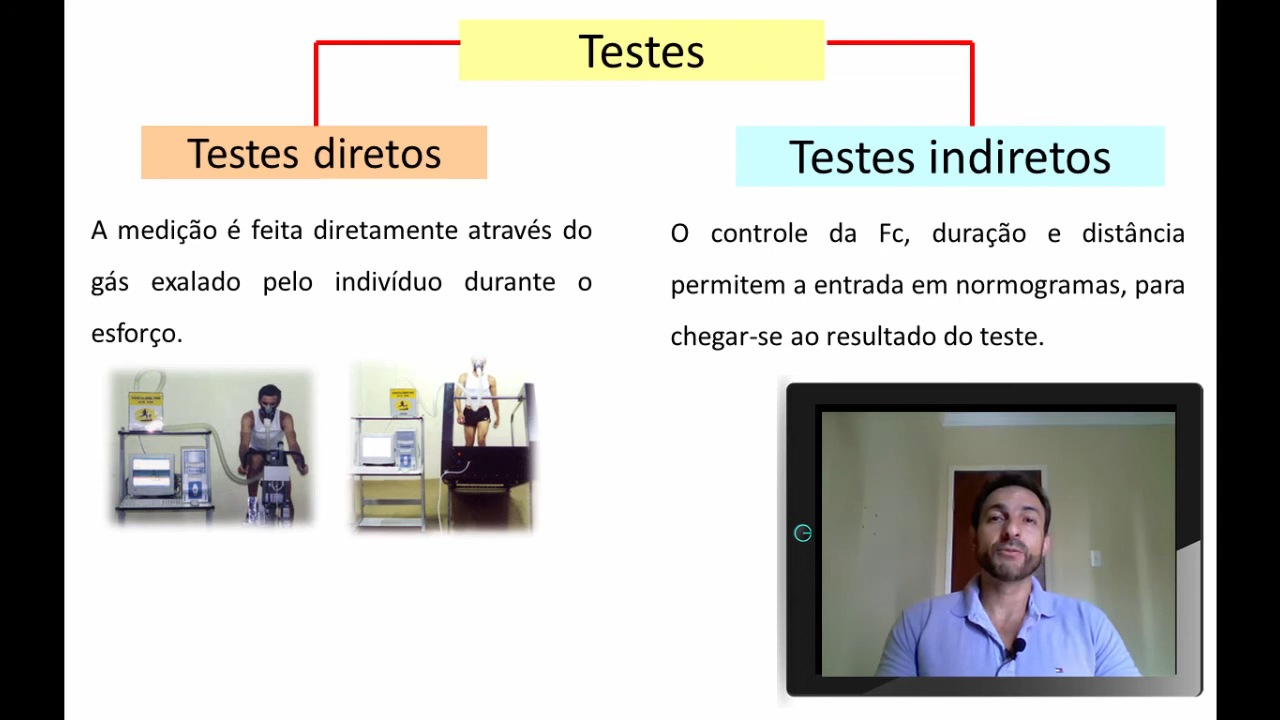 Testes
Testes diretos
Testes indiretos
A medição é feita diretamente através do
gás exalado pelo indivíduo durante o
esforço.
O controle da Fc, duração e distância
permitem a entrada em normogramas, para
chegar-se ao resultado do teste.